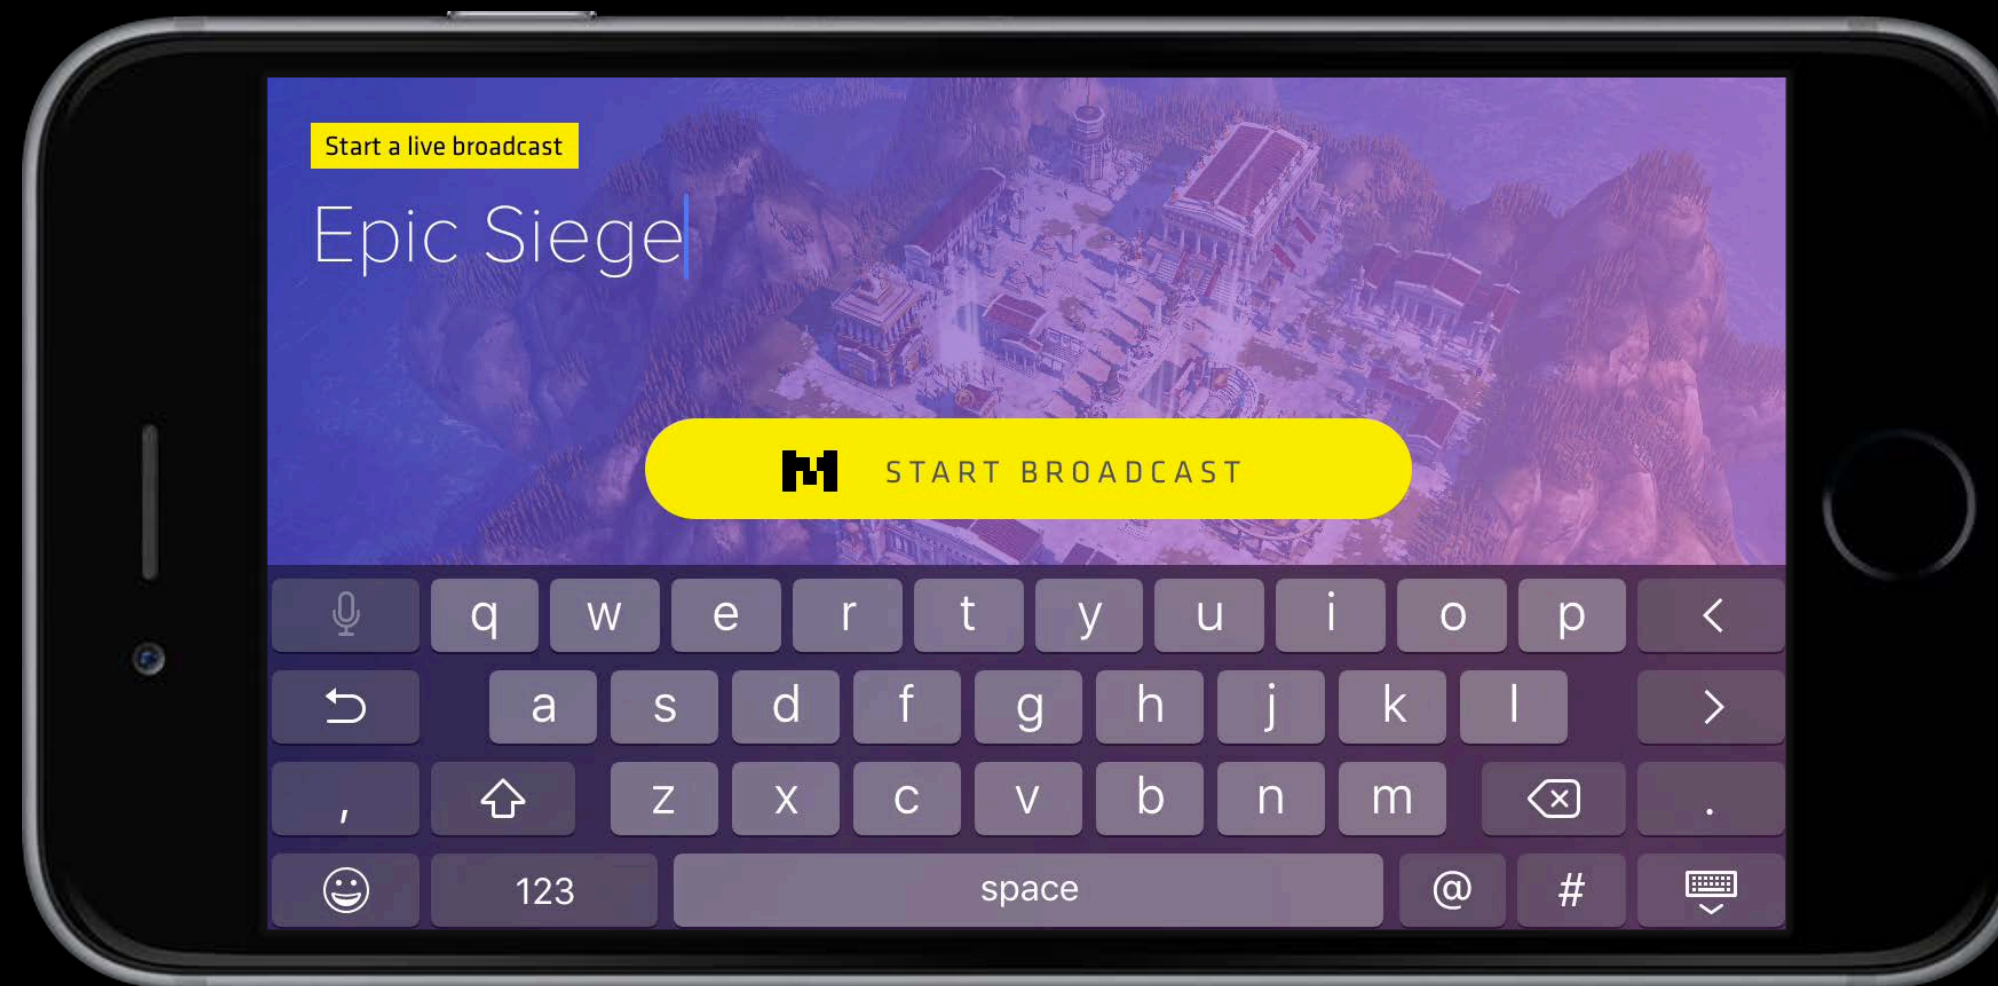 Start a live broadcast
Epic Siege
START BROADCAST
q w e r t y u i o p <
a s d f g h j k l >
, z x c v b n m .
123 space @ #